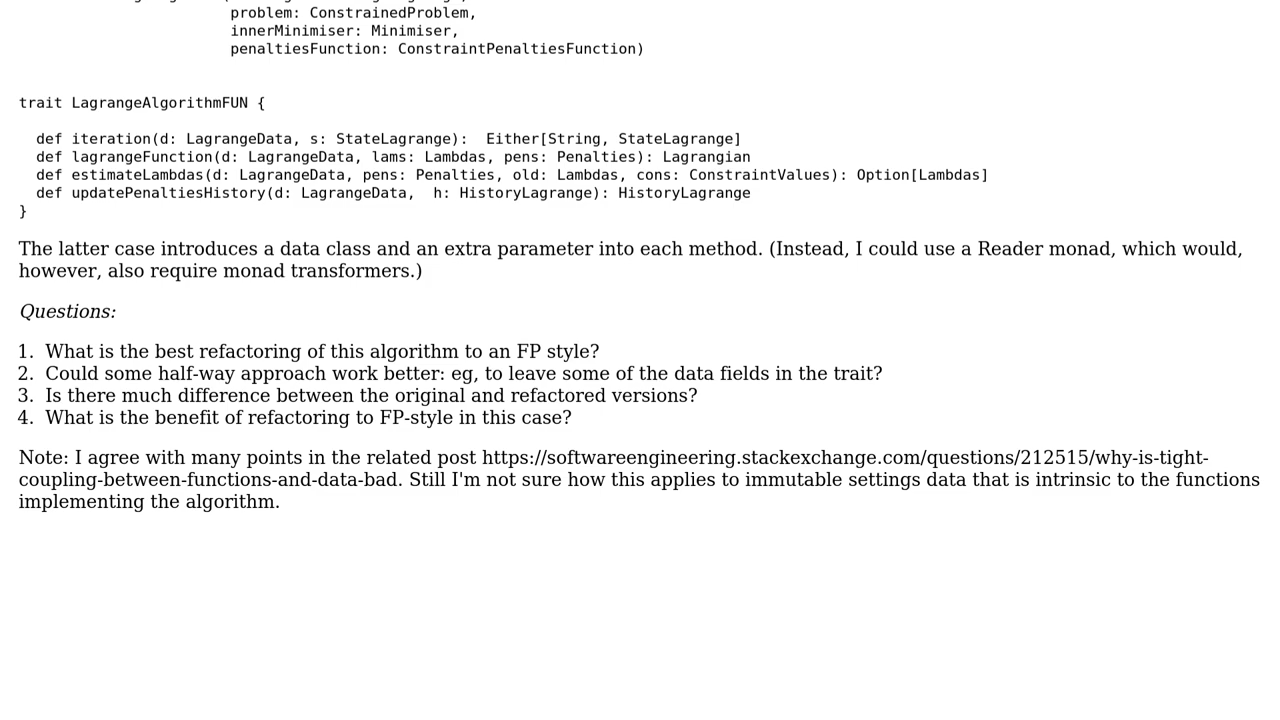 problem: ConstrainedProblem,
innerMinimiser: Minimiser,
penaltiesFunction: ConstraintPenaltiesFunction)
trait LagrangeAlgorithmFUN {
def iteration(d: LagrangeData, s: StateLagrange):  Either[String, StateLagrange]
def lagrangeFunction(d: LagrangeData, lams: Lambdas, pens: Penalties): Lagrangian
def estimateLambdas(d: LagrangeData, pens: Penalties, old: Lambdas, cons: ConstraintValues): Option[Lambdas]
def updatePenaltiesHistory(d: LagrangeData,  h: HistoryLagrange): HistoryLagrange
}
The latter case introduces a data class and an extra parameter into each method. (Instead, I could use a Reader monad, which would,
however, also require monad transformers.)
Questions:
1. What is the best refactoring of this algorithm to an FP style?
2. Could some half-way approach work better: eg, to leave some of the data fields in the trait?
3. Is there much difference between the original and refactored versions?
4. What is the benefit of refactoring to FP-style in this case?
Note: I agree with many points in the related post https://softwareengineering.stackexchange.com/questions/212515/why-is-tight-
coupling-between-functions-and-data-bad. Still I'm not sure how this applies to immutable settings data that is intrinsic to the functions
implementing the algorithm.